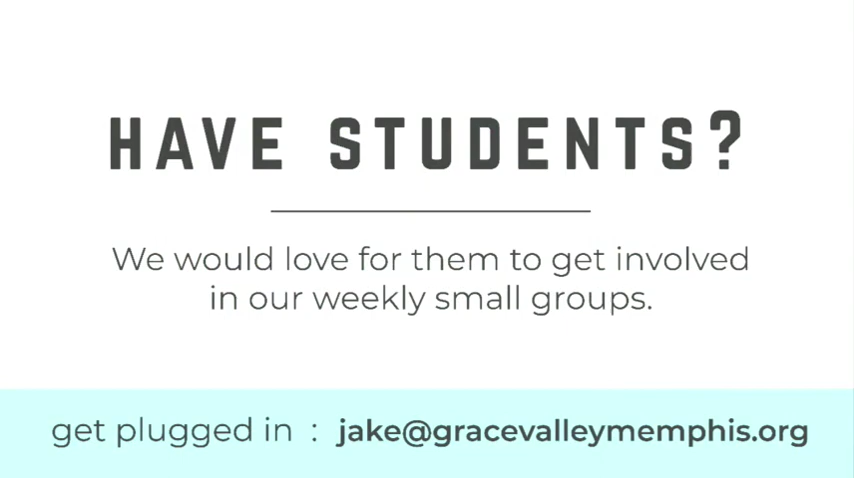 HAVE STUDENTS?
We would love for them to get involved
in our weekly small groups.
get plugged in : jake@gracevalleymemphis.org